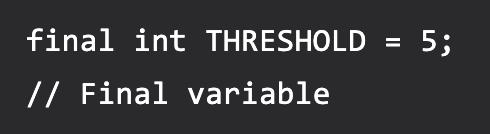 final int THRESHOLD = 5;
// Final variable